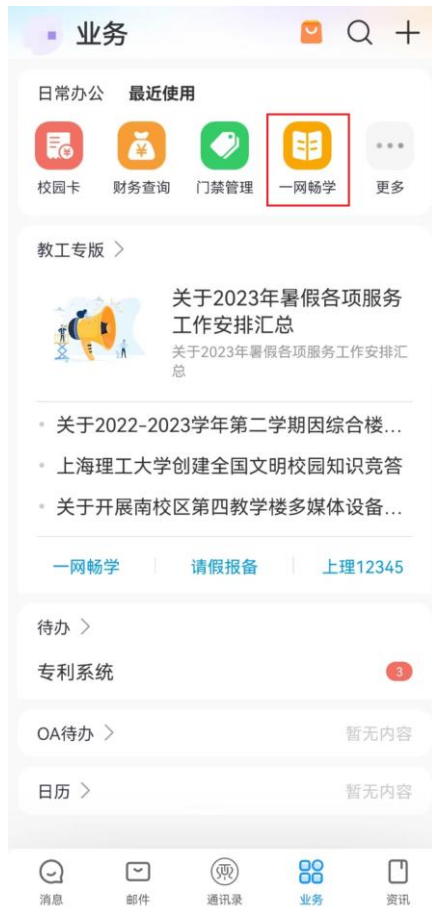 业务
日常办公 最近使用
校园卡 财务查询 门禁管理 一网畅学 更多
教工专版 >
关于2023年暑假各项服务
工作安排汇总
关于2023年暑假各项服务工作安排汇
总
关于2022-2023学年第二学期因综合楼...
上海理工大学创建全国文明校园知识竞答
关于开展南校区第四教学楼多媒体设备...
一网畅学 请假报备 上理12345
待办 >
专利系统 3
OA待办 > 暂无内容
日历 > 暂无内容
消息 邮件 通讯录 业务 资讯